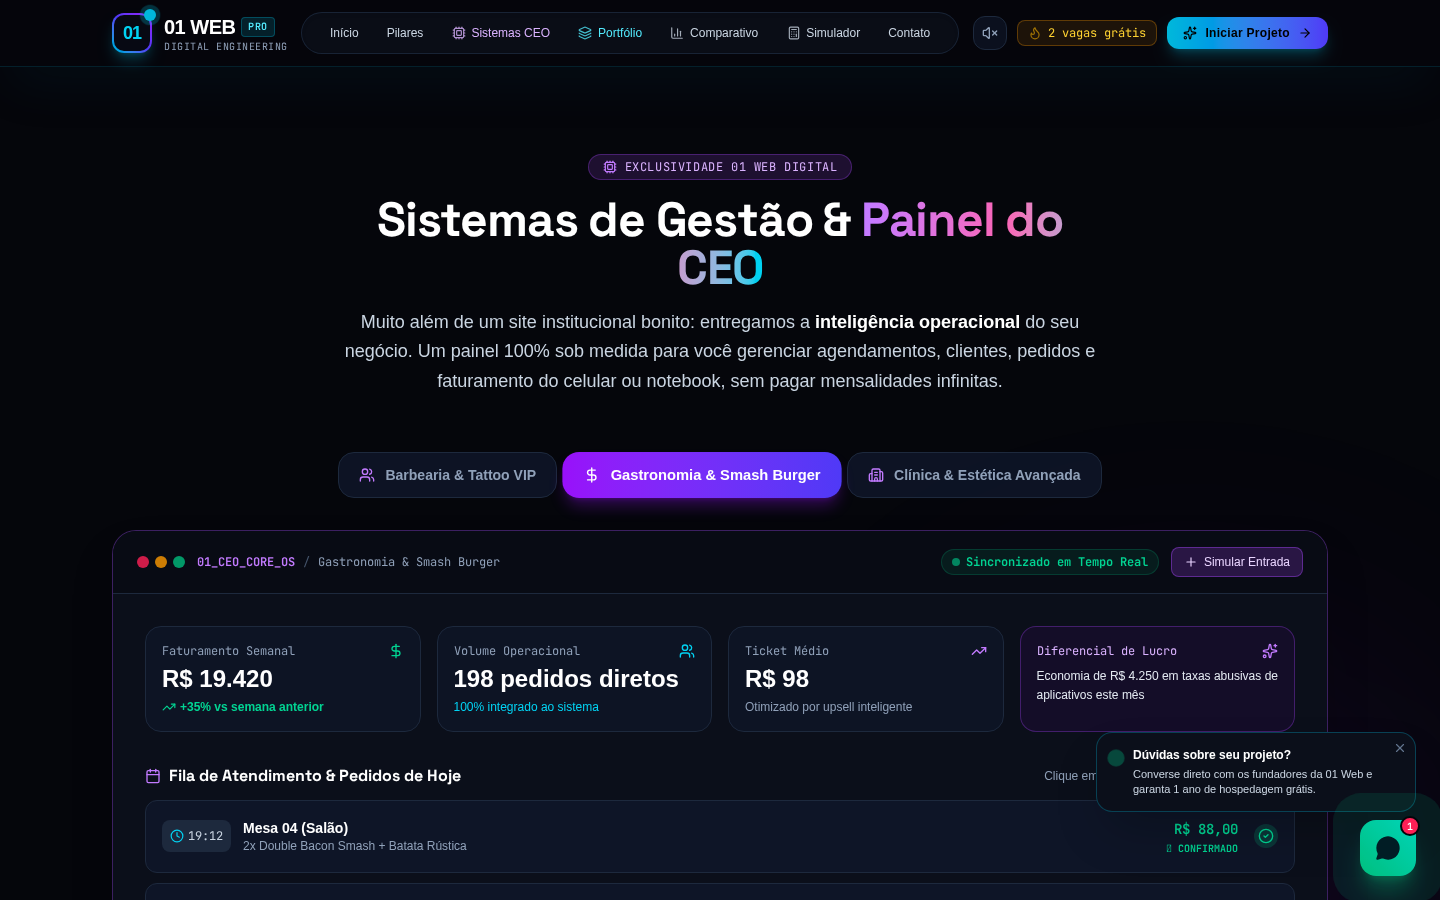 01
01 WEB PRO
DIGITAL ENGINEERING
Início
Pilares
Sistemas CEO
Portfólio
Comparativo
Simulador
Contato
2 vagas grátis
Iniciar Projeto
EXCLUSIVIDADE 01 WEB DIGITAL
Sistemas de Gestão & Painel do
CEO
Muito além de um site institucional bonito: entregamos a inteligência operacional do seu
negócio. Um painel 100% sob medida para você gerenciar agendamentos, clientes, pedidos e
faturamento do celular ou notebook, sem pagar mensalidades infinitas.
Barbearia & Tattoo VIP
Gastronomia & Smash Burger
Clínica & Estética Avançada
01_CEO_CORE_OS / Gastronomia & Smash Burger
Sincronizado em Tempo Real
Simular Entrada
Faturamento Semanal
R$ 19.420
+35% vs semana anterior
Volume Operacional
198 pedidos diretos
100% integrado ao sistema
Ticket Médio
R$ 98
Otimizado por upsell inteligente
Diferencial de Lucro
Economia de R$ 4.250 em taxas abusivas de
aplicativos este mês
Fila de Atendimento & Pedidos de Hoje
Clique em
Dúvidas sobre seu projeto?
Converse direto com os fundadores da 01 Web e
garanta 1 ano de hospedagem grátis.
19:12
Mesa 04 (Salão)
2x Double Bacon Smash + Batata Rústica
R$ 88,00
CONFIRMADO
1